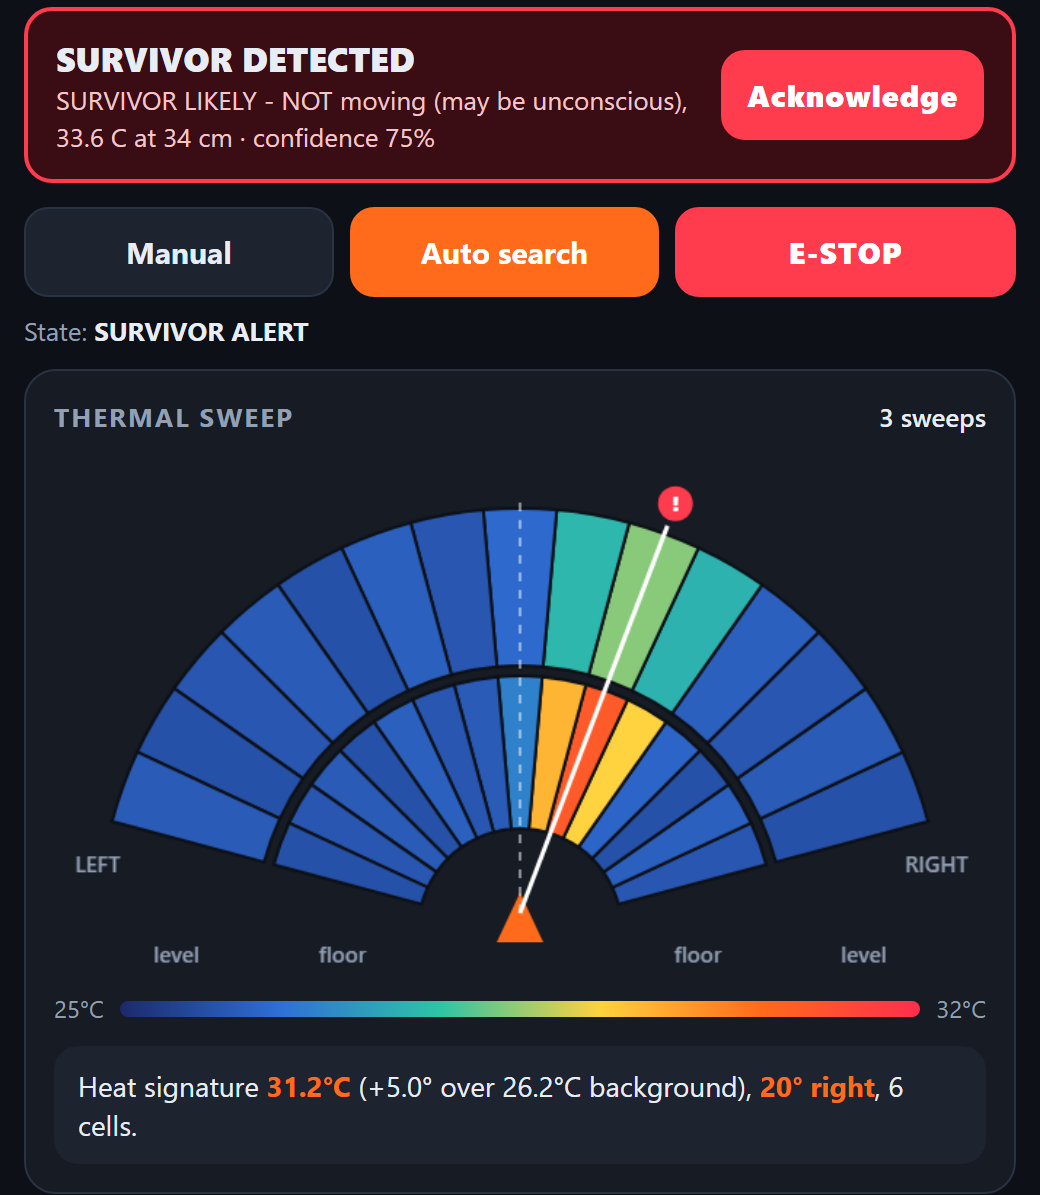 SURVIVOR DETECTED
SURVIVOR LIKELY - NOT moving (may be unconscious),
33.6 C at 34 cm · confidence 75%
Acknowledge
Manual
Auto search
E-STOP
State: SURVIVOR ALERT
THERMAL SWEEP
3 sweeps
!
LEFT
RIGHT
level
floor
floor
level
25°C
32°C
Heat signature 31.2°C (+5.0° over 26.2°C background), 20° right, 6
cells.